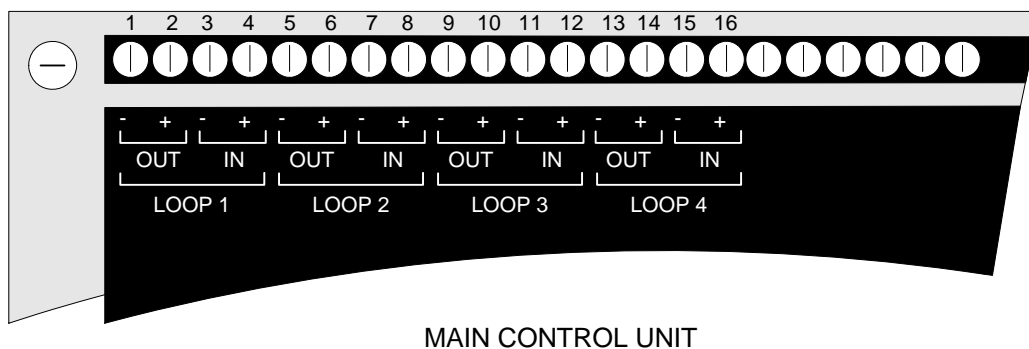 1 2 3 4 5 6 7 8 9 10 11 12 13 14 15 16
- + - + - + - + - + - + - + - +
OUT IN OUT IN OUT IN OUT IN
LOOP 1 LOOP 2 LOOP 3 LOOP 4
MAIN CONTROL UNIT